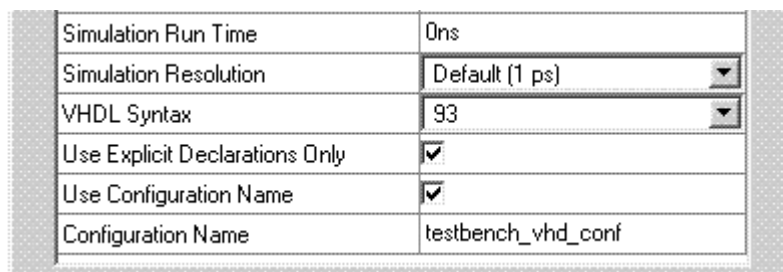 Simulation Run Time 0ns
Simulation Resolution Default (1 ps)
VHDL Syntax 93
Use Explicit Declarations Only
Use Configuration Name
Configuration Name testbench_vhd_conf